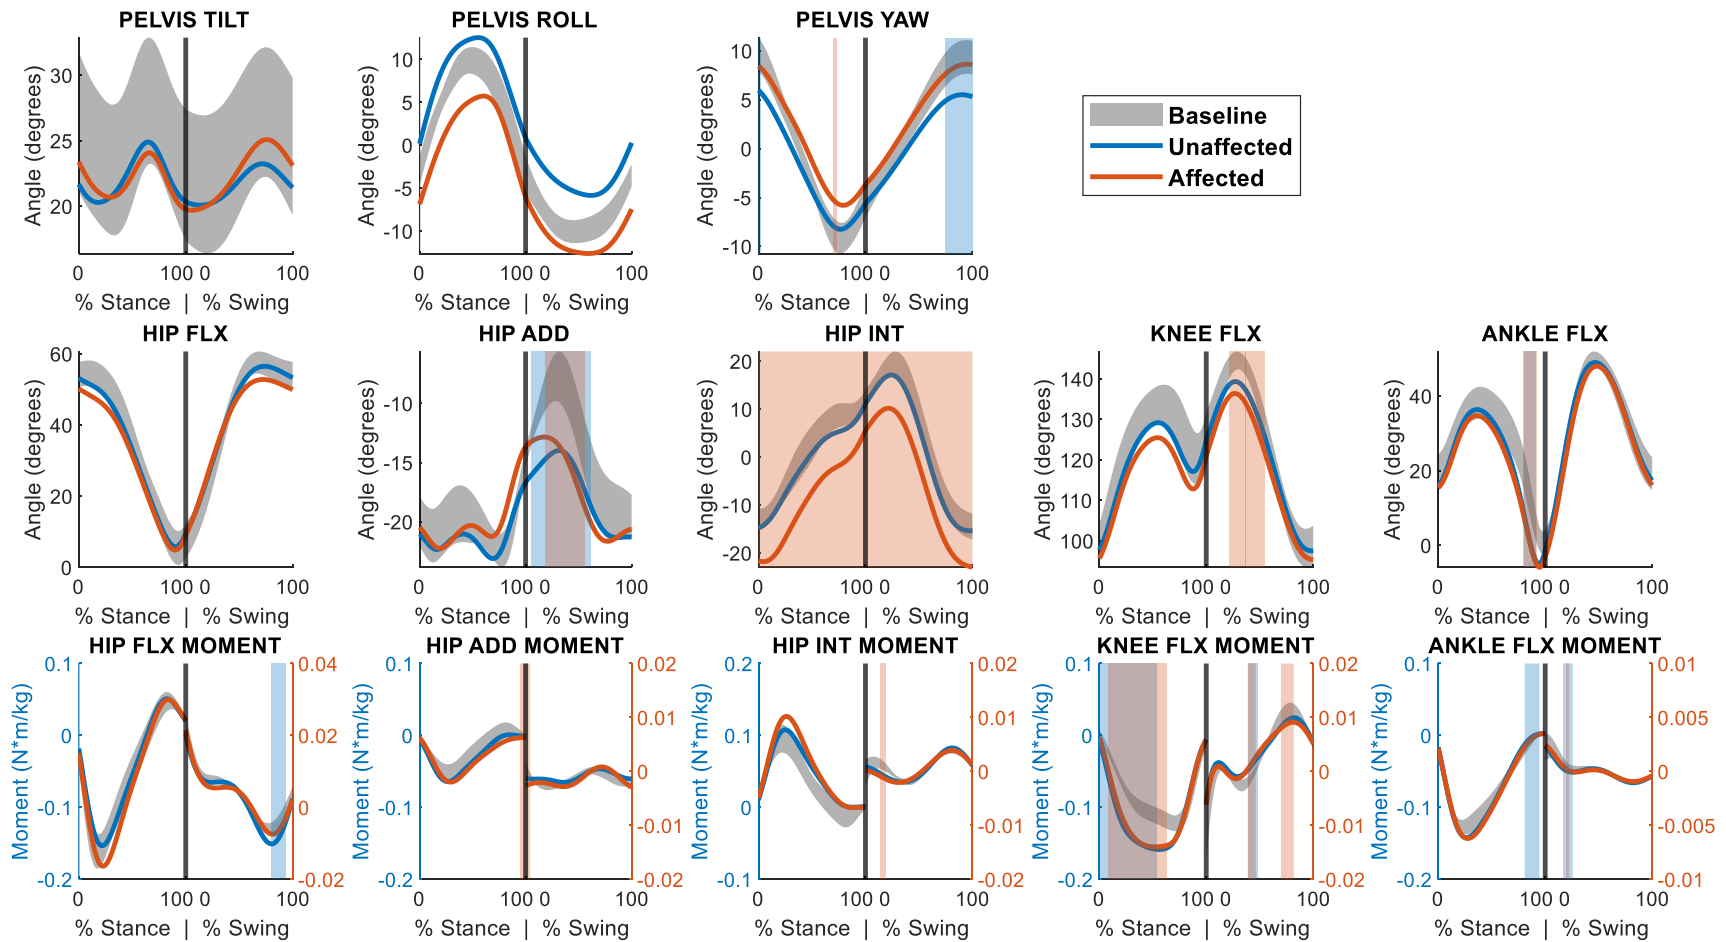 PELVIS TILT
PELVIS ROLL
PELVIS YAW
Angle (degrees)
30
25
20
0
100 0
100
% Stance | % Swing
Angle (degrees)
10
5
0
-5
-10
0
100 0
100
% Stance | % Swing
Angle (degrees)
10
5
0
-5
-10
0
100 0
100
% Stance | % Swing
Baseline
Unaffected
Affected
HIP FLX
HIP ADD
HIP INT
KNEE FLX
ANKLE FLX
Angle (degrees)
60
40
20
0
0
100 0
100
% Stance | % Swing
Angle (degrees)
-10
-15
-20
0
100 0
100
% Stance | % Swing
Angle (degrees)
20
10
0
-10
-20
0
100 0
100
% Stance | % Swing
Angle (degrees)
140
130
120
110
100
0
100 0
100
% Stance | % Swing
Angle (degrees)
40
20
0
0
100 0
100
% Stance | % Swing
HIP FLX MOMENT
HIP ADD MOMENT
HIP INT MOMENT
KNEE FLX MOMENT
ANKLE FLX MOMENT
Moment (N*m/kg)
0.1
0
-0.1
-0.2
0.04
0.02
0
-0.02
0
100 0
100
% Stance | % Swing
Moment (N*m/kg)
0.1
0
-0.1
-0.2
0.02
0.01
0
-0.01
-0.02
0
100 0
100
% Stance | % Swing
Moment (N*m/kg)
0.2
0.1
0
-0.1
0.02
0.01
0
-0.01
-0.02
0
100 0
100
% Stance | % Swing
Moment (N*m/kg)
0.1
0
-0.1
-0.2
0.02
0.01
0
-0.01
-0.02
0
100 0
100
% Stance | % Swing
Moment (N*m/kg)
0.1
0
-0.1
-0.2
0.01
0.005
0
-0.005
-0.01
0
100 0
100
% Stance | % Swing